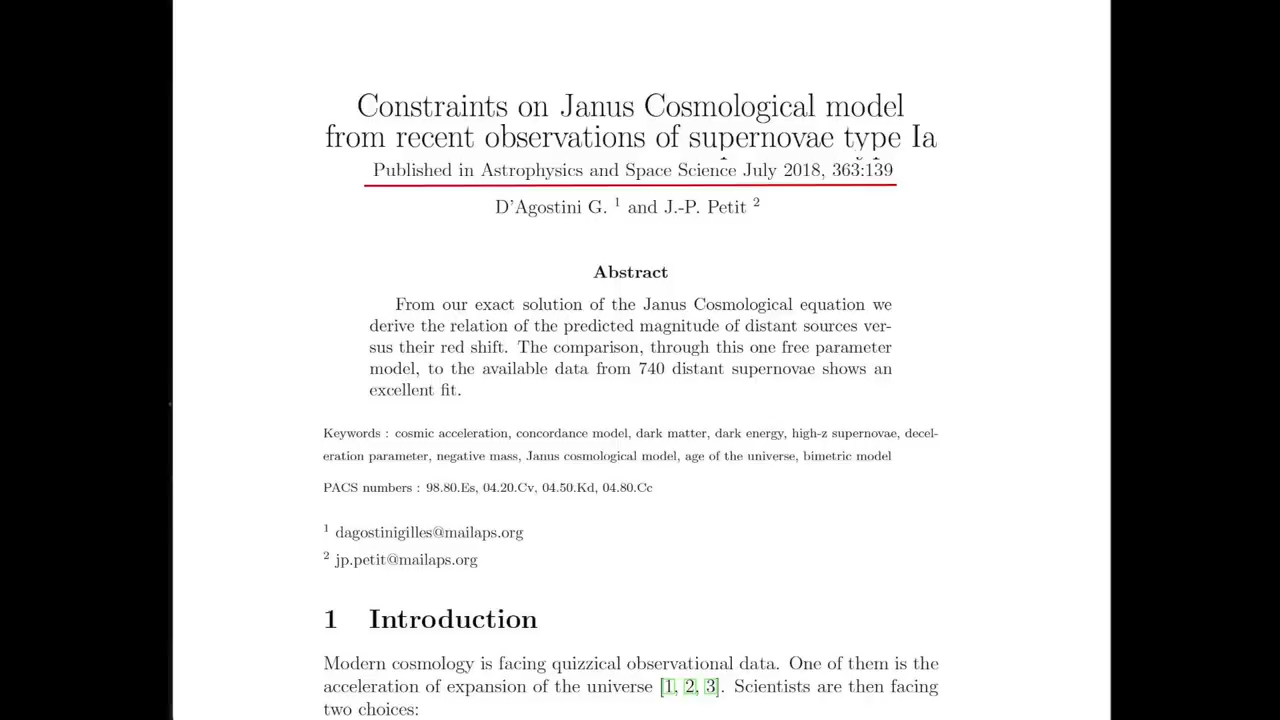 Constraints on Janus Cosmological model
from recent observations of supernovae type Ia
Published in Astrophysics and Space Science July 2018, 363:139
D'Agostini G. 1 and J.-P. Petit 2
Abstract
From our exact solution of the Janus Cosmological equation we
derive the relation of the predicted magnitude of distant sources ver-
sus their red shift. The comparison, through this one free parameter
model, to the available data from 740 distant supernovae shows an
excellent fit.
Keywords : cosmic acceleration, concordance model, dark matter, dark energy, high-z supernovae, decel-
eration parameter, negative mass, Janus cosmological model, age of the universe, bimetric model
PACS numbers : 98.80.Es, 04.20.Cv, 04.50.Kd, 04.80.Cc
1 dagostinigilles@mailaps.org
2 jp.petit@mailaps.org
1 Introduction
Modern cosmology is facing quizzical observational data. One of them is the
acceleration of expansion of the universe [1, 2, 3]. Scientists are then facing
two choices: